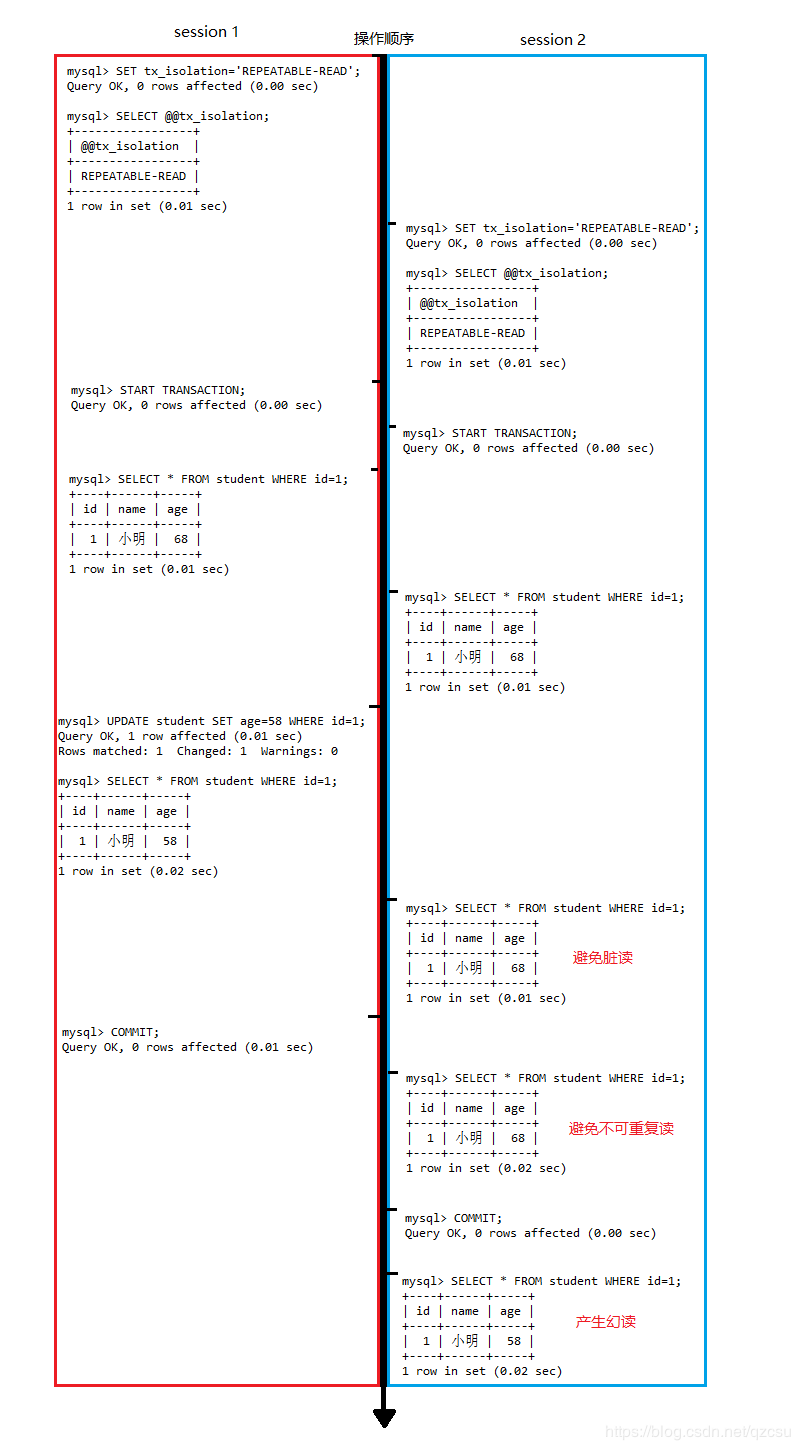 session 1
操作顺序
session 2
mysql> SET tx_isolation='REPEATABLE-READ';
Query OK, 0 rows affected (0.00 sec)
mysql> SELECT @@tx_isolation;
+-----------------+
| @@tx_isolation  |
+-----------------+
| REPEATABLE-READ |
+-----------------+
1 row in set (0.01 sec)
mysql> SET tx_isolation='REPEATABLE-READ';
Query OK, 0 rows affected (0.00 sec)
mysql> SELECT @@tx_isolation;
+-----------------+
| @@tx_isolation  |
+-----------------+
| REPEATABLE-READ |
+-----------------+
1 row in set (0.01 sec)
mysql> START TRANSACTION;
Query OK, 0 rows affected (0.00 sec)
mysql> START TRANSACTION;
Query OK, 0 rows affected (0.00 sec)
mysql> SELECT * FROM student WHERE id=1;
+----+------+-----+
| id | name | age |
+----+------+-----+
|  1 | 小明 |  68 |
+----+------+-----+
1 row in set (0.01 sec)
mysql> SELECT * FROM student WHERE id=1;
+----+------+-----+
| id | name | age |
+----+------+-----+
|  1 | 小明 |  68 |
+----+------+-----+
1 row in set (0.01 sec)
mysql> UPDATE student SET age=58 WHERE id=1;
Query OK, 1 row affected (0.01 sec)
Rows matched: 1  Changed: 1  Warnings: 0
mysql> SELECT * FROM student WHERE id=1;
+----+------+-----+
| id | name | age |
+----+------+-----+
|  1 | 小明 |  58 |
+----+------+-----+
1 row in set (0.02 sec)
mysql> SELECT * FROM student WHERE id=1;
+----+------+-----+
| id | name | age |
+----+------+-----+
|  1 | 小明 |  68 |
+----+------+-----+
1 row in set (0.01 sec)
避免脏读
mysql> COMMIT;
Query OK, 0 rows affected (0.01 sec)
mysql> SELECT * FROM student WHERE id=1;
+----+------+-----+
| id | name | age |
+----+------+-----+
|  1 | 小明 |  68 |
+----+------+-----+
1 row in set (0.02 sec)
避免不可重复读
mysql> COMMIT;
Query OK, 0 rows affected (0.00 sec)
mysql> SELECT * FROM student WHERE id=1;
+----+------+-----+
| id | name | age |
+----+------+-----+
|  1 | 小明 |  58 |
+----+------+-----+
1 row in set (0.02 sec)
产生幻读
https://blog.csdn.net/qzcsu